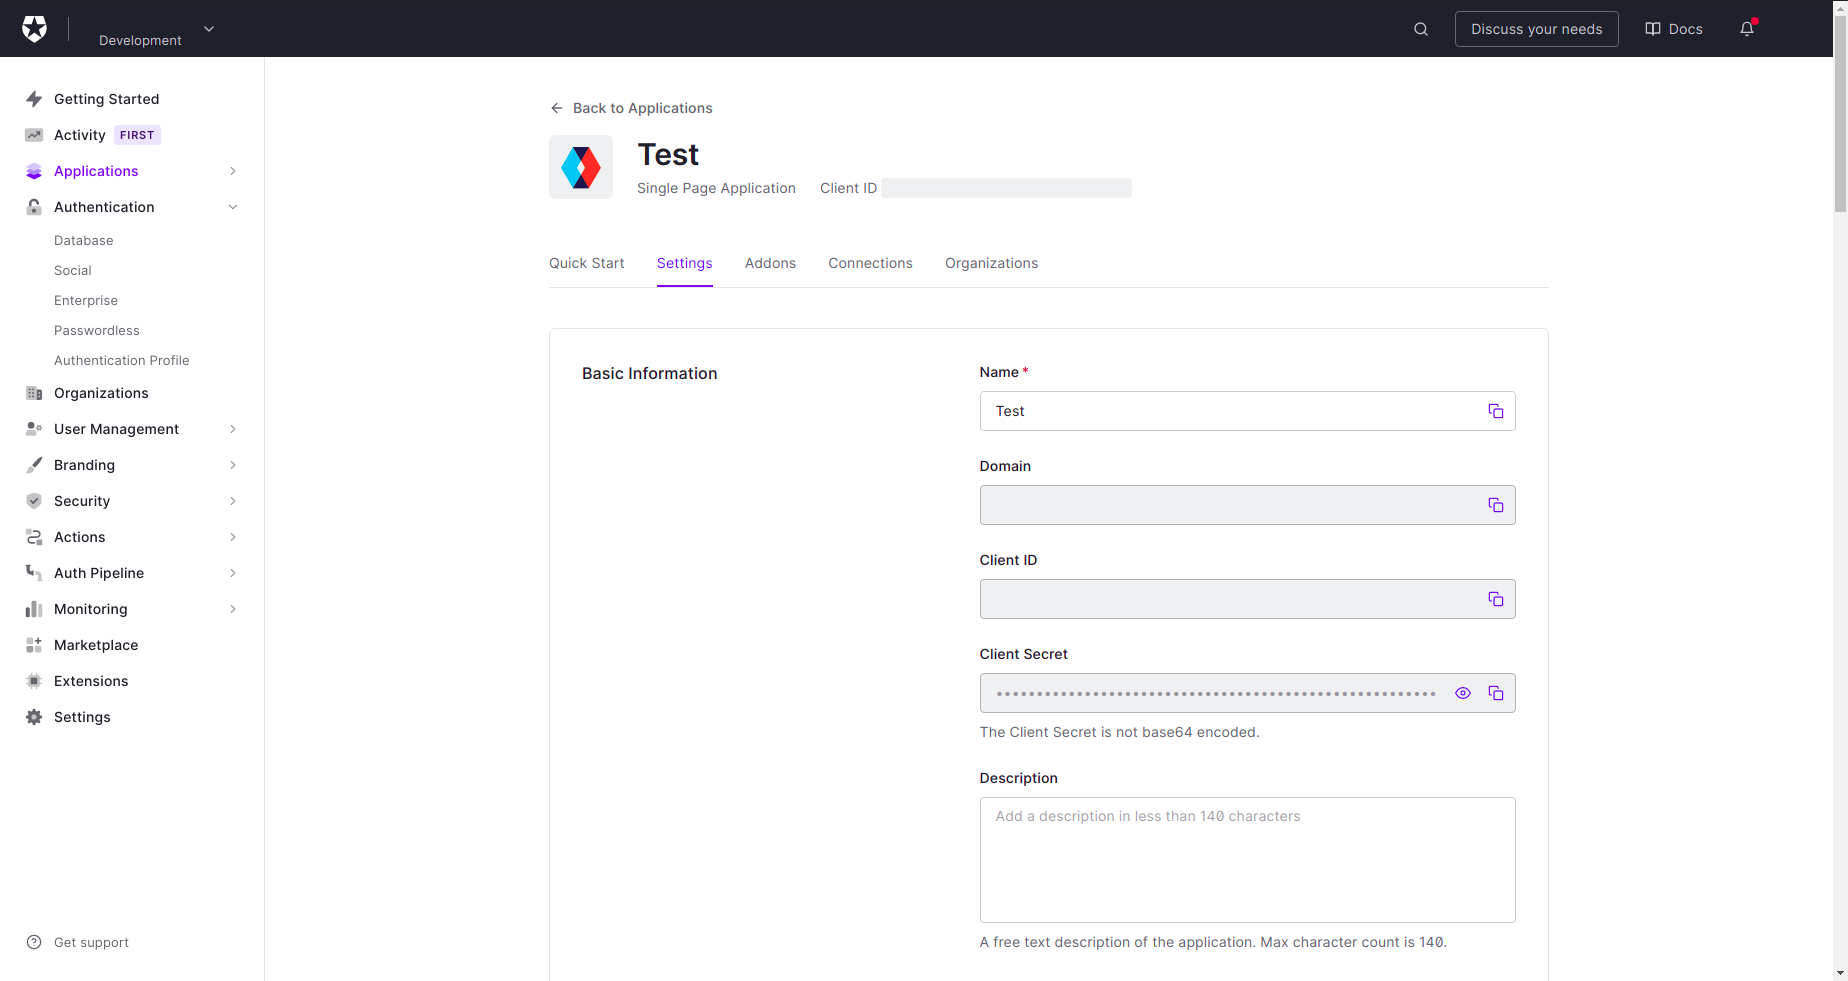 Development
Discuss your needs
Docs
Getting Started
Activity FIRST
Applications
Authentication
Database
Social
Enterprise
Passwordless
Authentication Profile
Organizations
User Management
Branding
Security
Actions
Auth Pipeline
Monitoring
Marketplace
Extensions
Settings
Get support
Back to Applications
Test
Single Page Application Client ID
Quick Start Settings Addons Connections Organizations
Basic Information
Name *
Test
Domain
Client ID
Client Secret
••••••••••••••••••••••••••••••••••••••••••••••••••••••••
The Client Secret is not base64 encoded.
Description
Add a description in less than 140 characters
A free text description of the application. Max character count is 140.